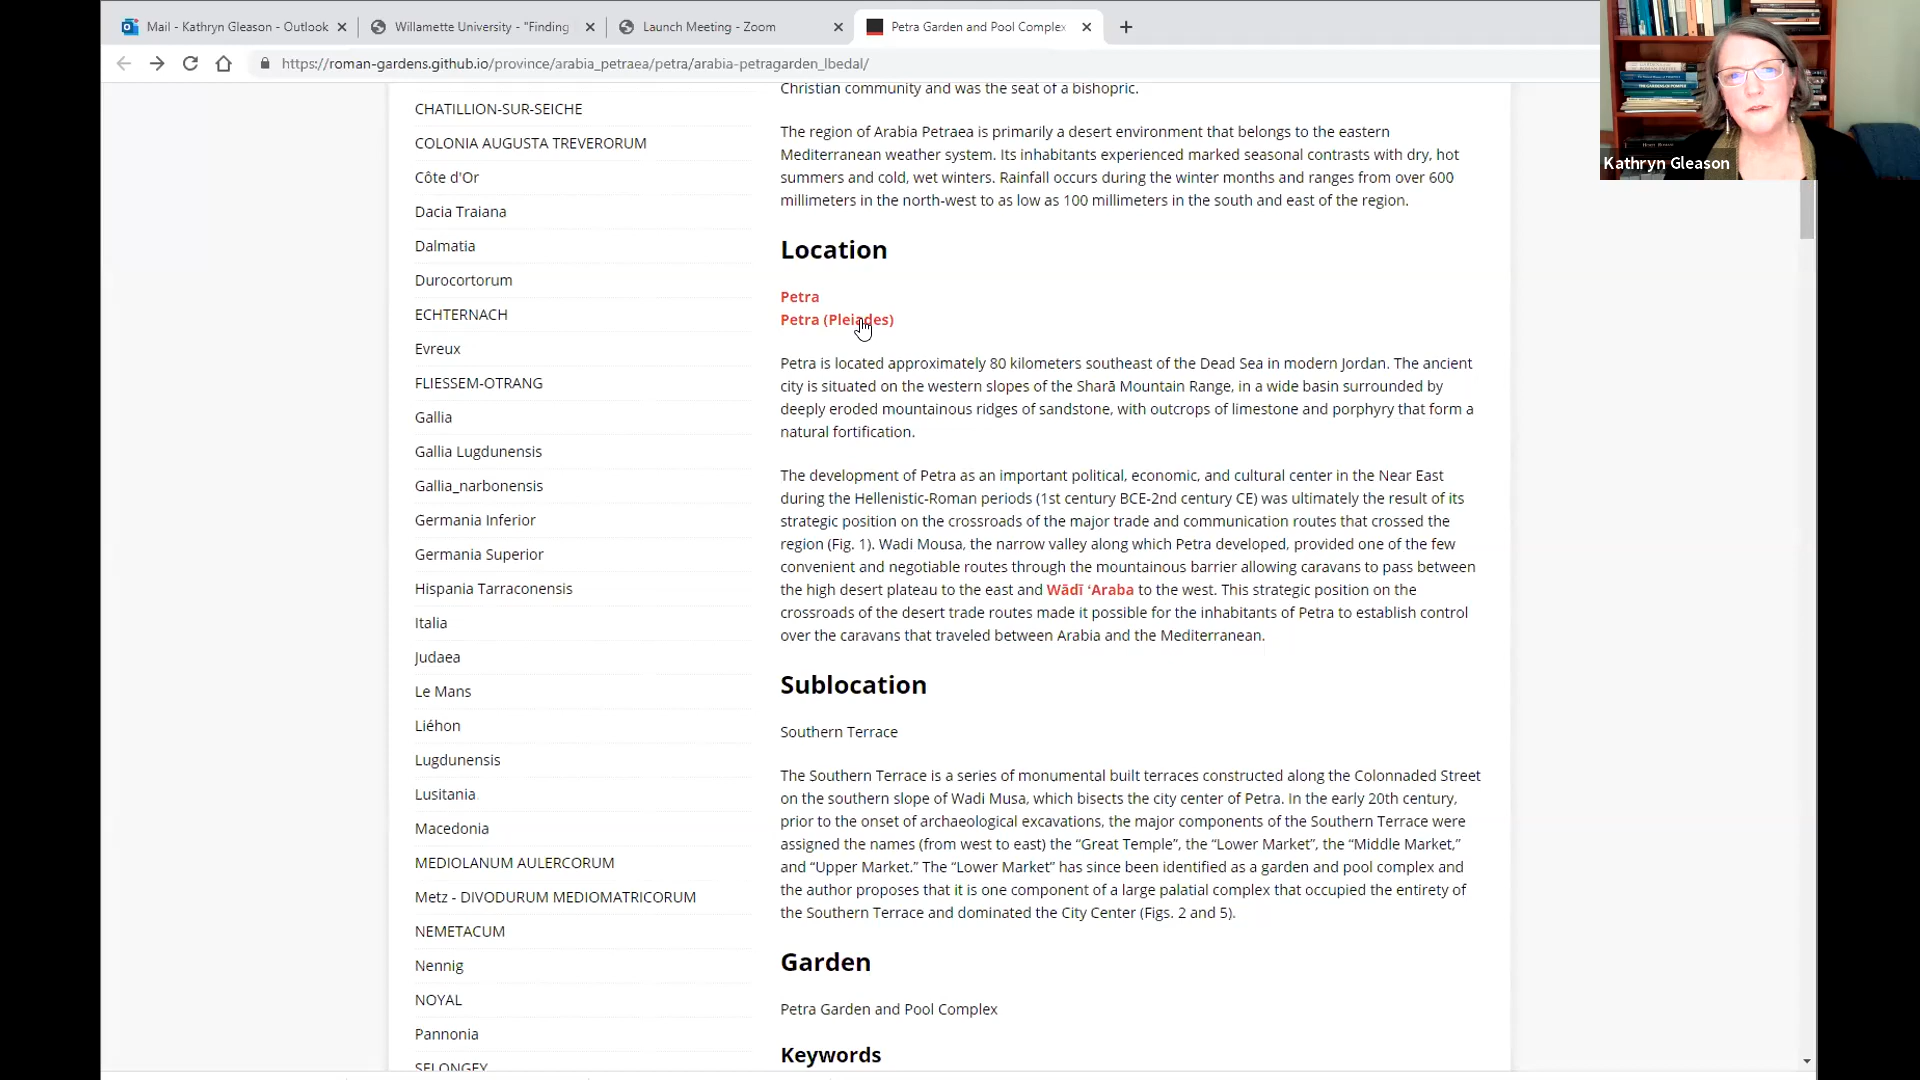 Mail - Kathryn Gleason - Outlook
Willamette University - "Finding
Launch Meeting - Zoom
Petra Garden and Pool Complex
https://roman-gardens.github.io/province/arabia_petraea/petra/arabia-petragarden_lbedal/
Kathryn Gleason
CHATILLION-SUR-SEICHE
COLONIA AUGUSTA TREVERORUM
Côte d'Or
Dacia Traiana
Dalmatia
Durocortorum
ECHTERNACH
Evreux
FLIESSEM-OTRANG
Gallia
Gallia Lugdunensis
Gallia_narbonensis
Germania Inferior
Germania Superior
Hispania Tarraconensis
Italia
Judaea
Le Mans
Liéhon
Lugdunensis
Lusitania
Macedonia
MEDIOLANUM AULERCORUM
Metz - DIVODURUM MEDIOMATRICORUM
NEMETACUM
Nennig
NOYAL
Pannonia
SELONGEY
Christian community and was the seat of a bishopric.
The region of Arabia Petraea is primarily a desert environment that belongs to the eastern
Mediterranean weather system. Its inhabitants experienced marked seasonal contrasts with dry, hot
summers and cold, wet winters. Rainfall occurs during the winter months and ranges from over 600
millimeters in the north-west to as low as 100 millimeters in the south and east of the region.
Location
Petra
Petra (Pleiades)
Petra is located approximately 80 kilometers southeast of the Dead Sea in modern Jordan. The ancient
city is situated on the western slopes of the Sharā Mountain Range, in a wide basin surrounded by
deeply eroded mountainous ridges of sandstone, with outcrops of limestone and porphyry that form a
natural fortification.
The development of Petra as an important political, economic, and cultural center in the Near East
during the Hellenistic-Roman periods (1st century BCE-2nd century CE) was ultimately the result of its
strategic position on the crossroads of the major trade and communication routes that crossed the
region (Fig. 1). Wadi Mousa, the narrow valley along which Petra developed, provided one of the few
convenient and negotiable routes through the mountainous barrier allowing caravans to pass between
the high desert plateau to the east and Wādī ʻAraba to the west. This strategic position on the
crossroads of the desert trade routes made it possible for the inhabitants of Petra to establish control
over the caravans that traveled between Arabia and the Mediterranean.
Sublocation
Southern Terrace
The Southern Terrace is a series of monumental built terraces constructed along the Colonnaded Street
on the southern slope of Wadi Musa, which bisects the city center of Petra. In the early 20th century,
prior to the onset of archaeological excavations, the major components of the Southern Terrace were
assigned the names (from west to east) the “Great Temple”, the “Lower Market”, the “Middle Market,”
and “Upper Market.” The “Lower Market” has since been identified as a garden and pool complex and
the author proposes that it is one component of a large palatial complex that occupied the entirety of
the Southern Terrace and dominated the City Center (Figs. 2 and 5).
Garden
Petra Garden and Pool Complex
Keywords